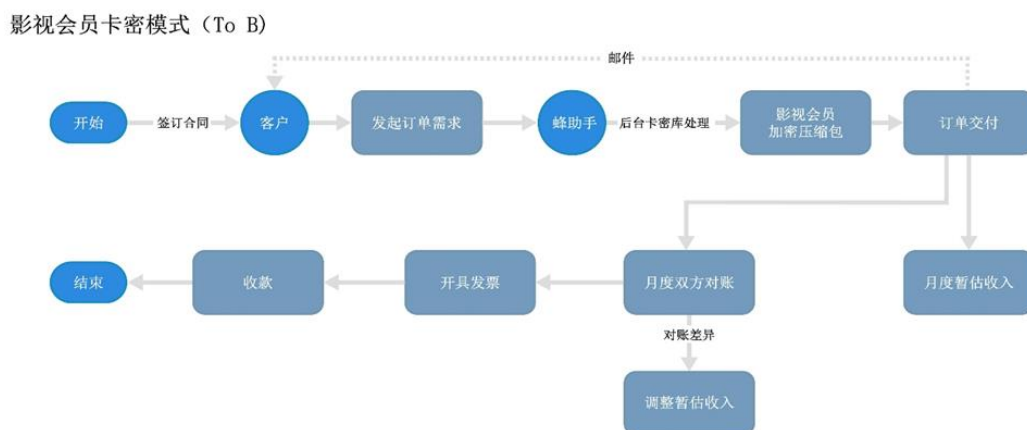 影视会员卡密模式（To B)
邮件
开始
签订合同
客户
发起订单需求
蜂助手
后台卡密库处理
影视会员
加密压缩包
订单交付
结束
收款
开具发票
月度双方对账
月度暂估收入
对账差异
调整暂估收入